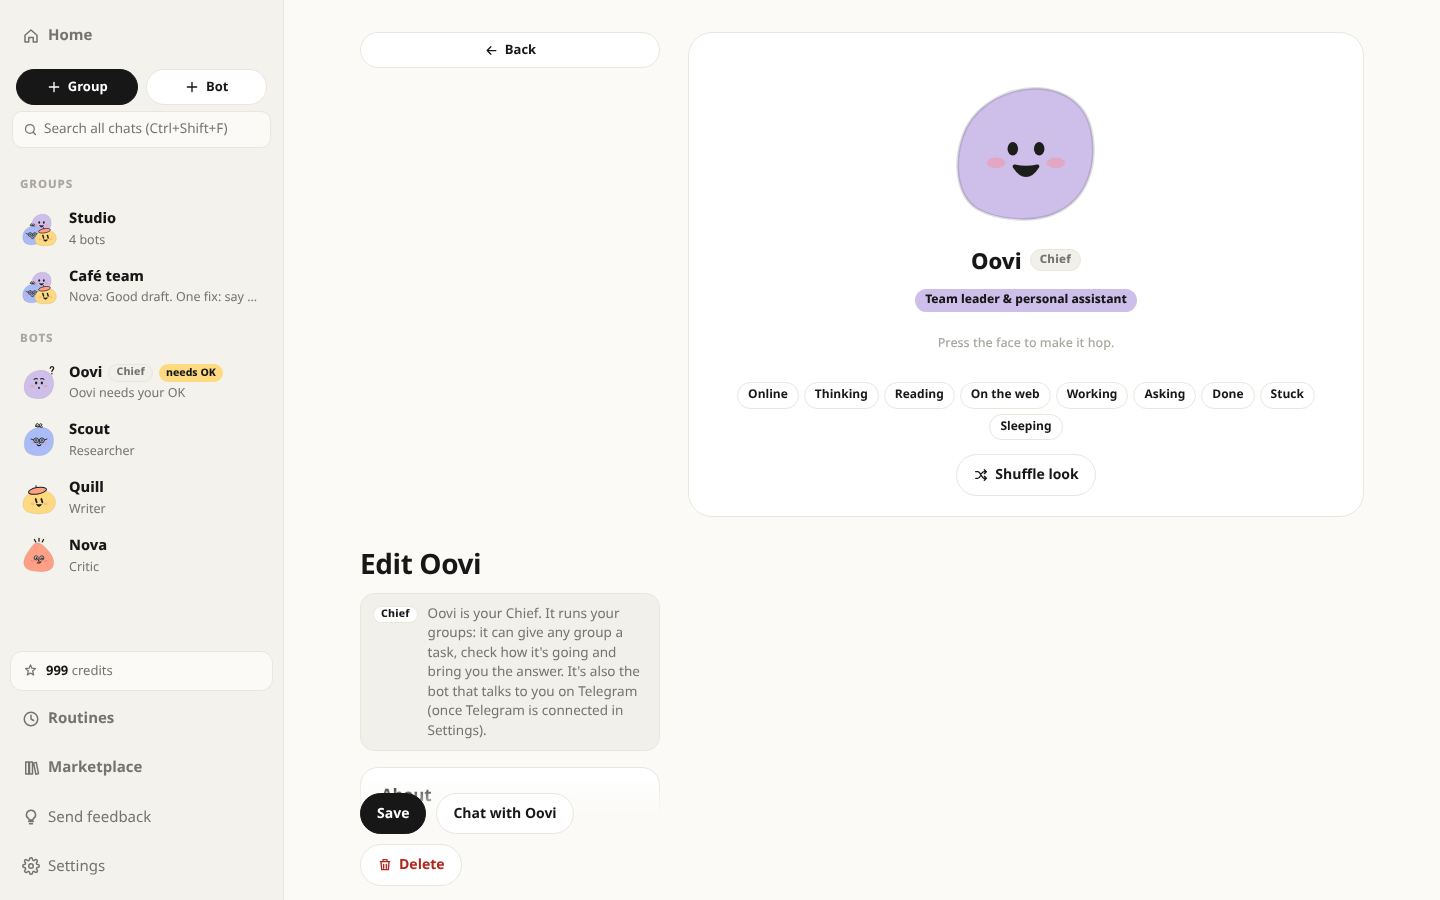 Home
Group
Bot
Search all chats (Ctrl+Shift+F)
GROUPS
Studio
4 bots
Café team
Nova: Good draft. One fix: say ...
BOTS
Oovi Chief needs OK
Oovi needs your OK
Scout
Researcher
Quill
Writer
Nova
Critic
999 credits
Routines
Marketplace
Send feedback
Settings
Back
Oovi Chief
Team leader & personal assistant
Press the face to make it hop.
Online Thinking Reading On the web Working Asking Done Stuck
Sleeping
Shuffle look
Edit Oovi
Chief
Oovi is your Chief. It runs your
groups: it can give any group a
task, check how it's going and
bring you the answer. It's also the
bot that talks to you on Telegram
(once Telegram is connected in
Settings).
About
Save
Chat with Oovi
Delete